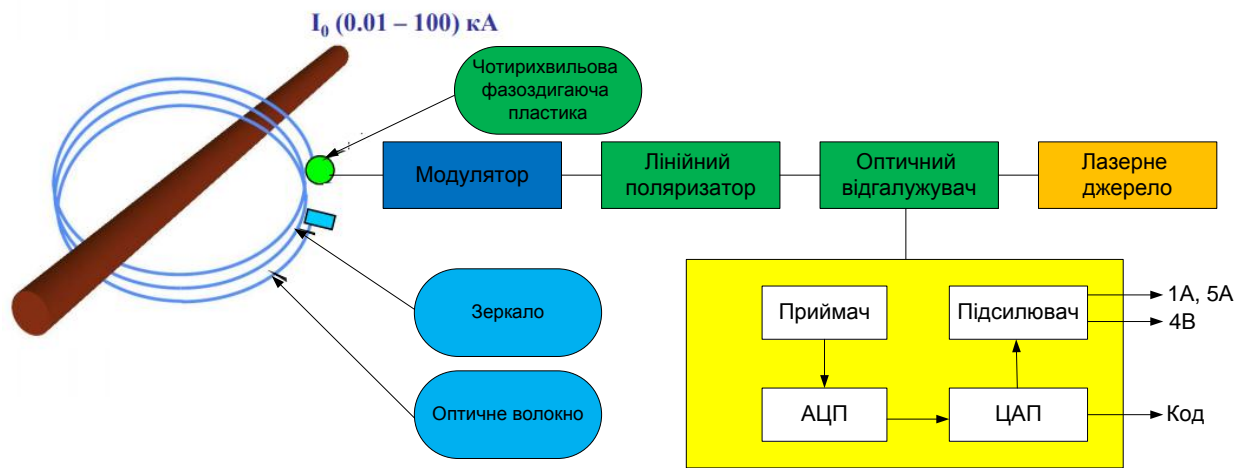 I₀ (0.01 – 100) кА
Чотирихвильова
фазоздигаюча
пластика
Модулятор
Лінійний
поляризатор
Оптичний
відгалужувач
Лазерне
джерело
Зеркало
Оптичне волокно
Приймач
Підсилювач
1А, 5А
4В
АЦП
ЦАП
Код